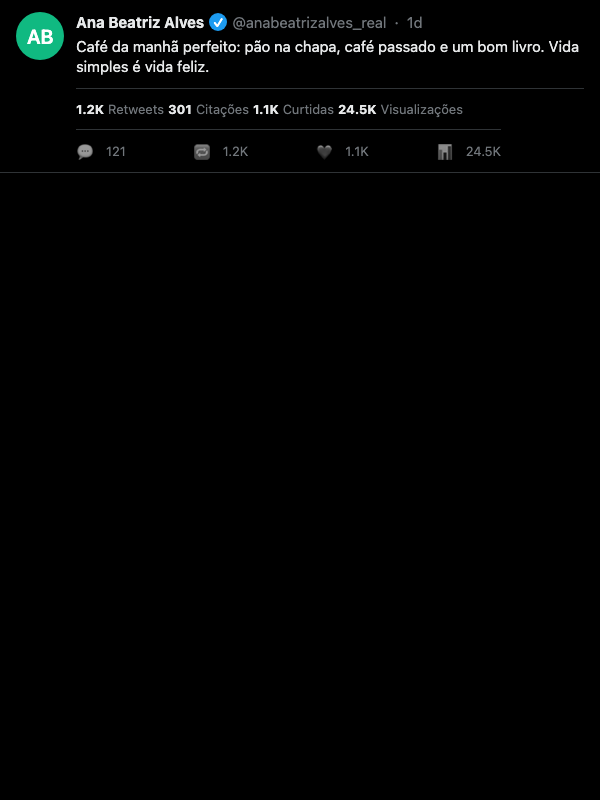 AB
Ana Beatriz Alves @anabeatrizalves_real · 1d
Café da manhã perfeito: pão na chapa, café passado e um bom livro. Vida
simples é vida feliz.
1.2K Retweets 301 Citações 1.1K Curtidas 24.5K Visualizações
121 1.2K 1.1K 24.5K